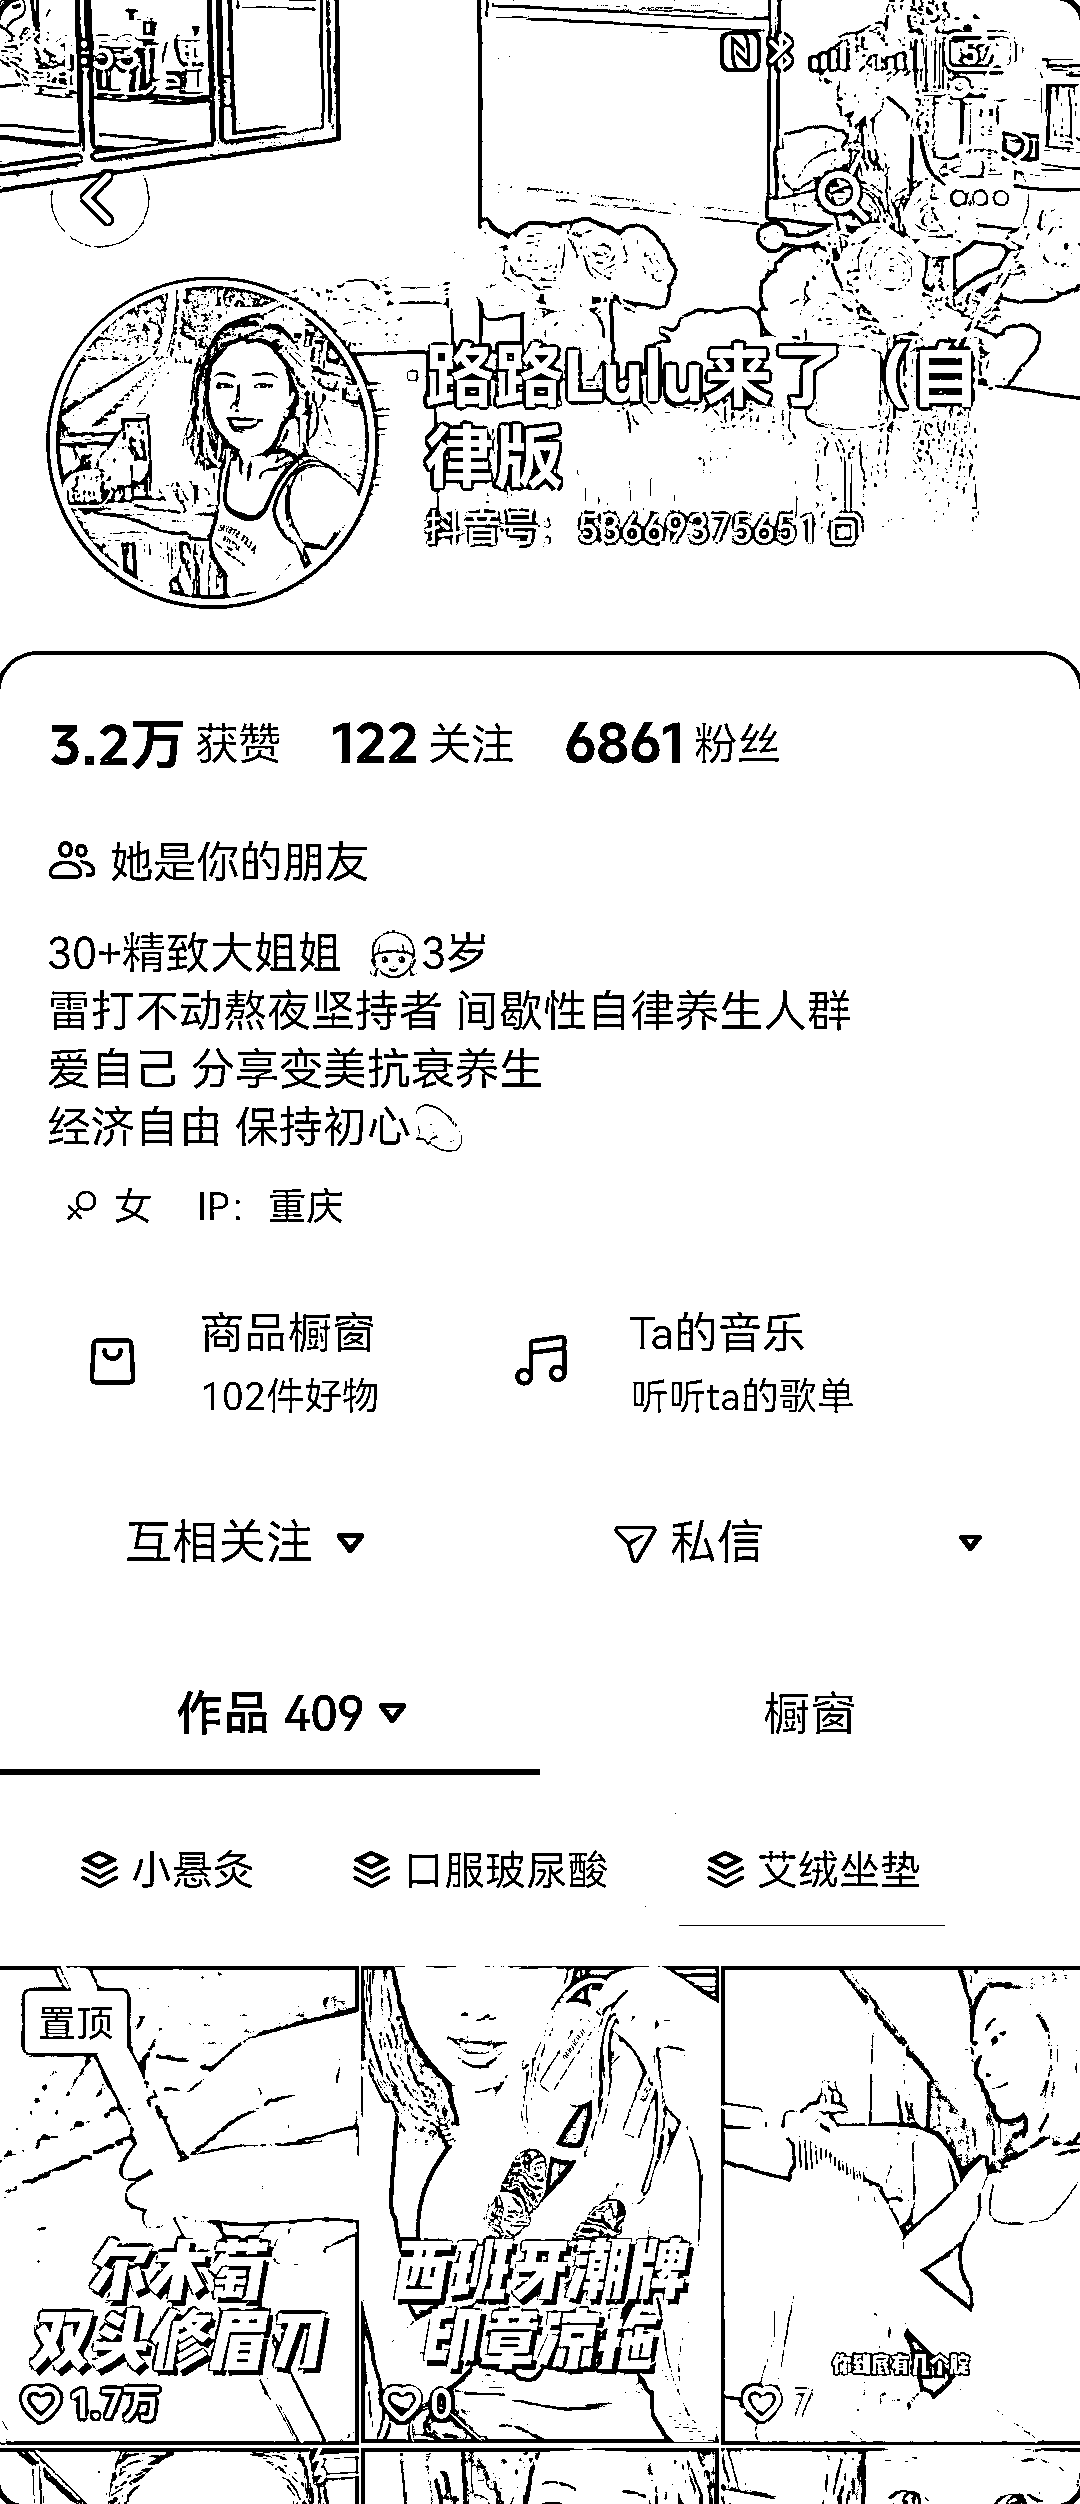 57
路路Lulu来了（自
律版
抖音号：53669375651
3.2万 获赞 122 关注 6861 粉丝
她是你的朋友
30+精致大姐姐 3岁
雷打不动熬夜坚持者 间歇性自律养生人群
爱自己 分享变美抗衰养生
经济自由 保持初心
女 IP：重庆
商品橱窗 Ta的音乐
102件好物 听听ta的歌单
互相关注 私信
作品 409 橱窗
小悬灸 口服玻尿酸 艾绒坐垫
置顶
尔木萄 西班牙潮牌
双头修眉刀 印章凉拖
你到底有几个腚
1.7万 0 7